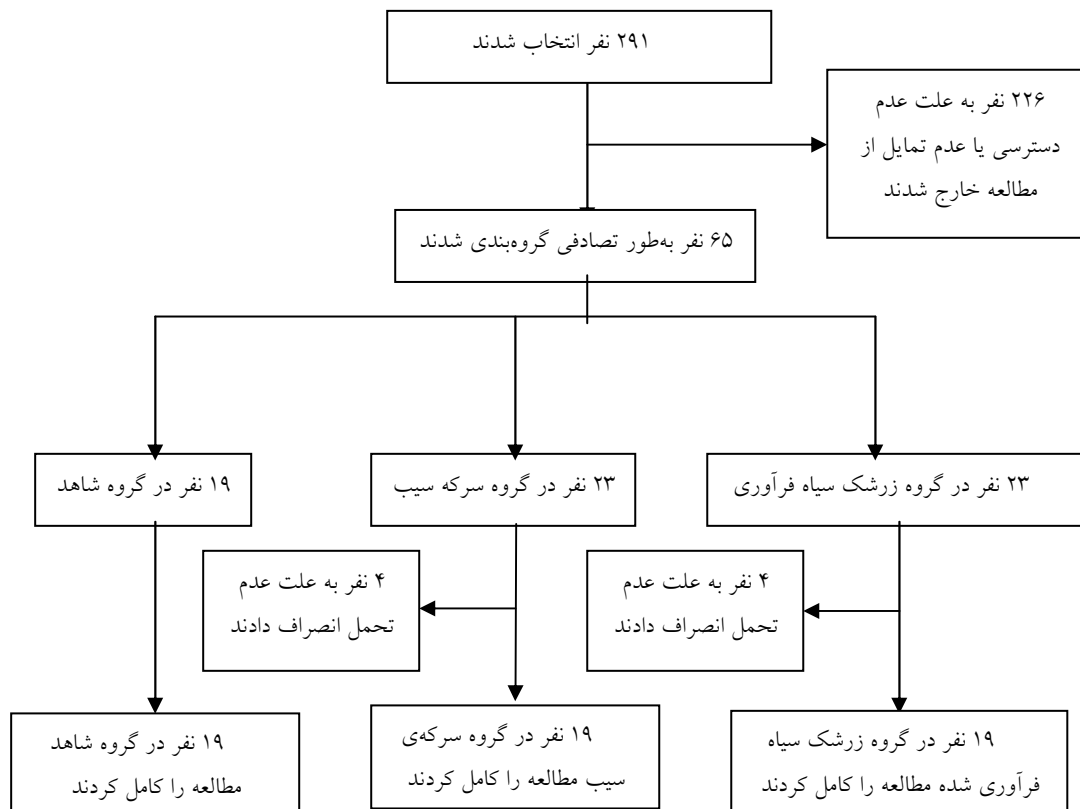 ۲۹۱ نفر انتخاب شدند
۲۲۶ نفر به علت عدم
دسترسی یا عدم تمایل از
مطالعه خارج شدند
۶۵ نفر به‌طور تصادفی گروه‌بندی شدند
۲۳ نفر در گروه زرشک سیاه فرآوری
۲۳ نفر در گروه سرکه سیب
۱۹ نفر در گروه شاهد
۴ نفر به علت عدم
تحمل انصراف دادند
۴ نفر به علت عدم
تحمل انصراف دادند
۱۹ نفر در گروه زرشک سیاه
فرآوری شده مطالعه را کامل کردند
۱۹ نفر در گروه سرکه‌ی
سیب مطالعه را کامل کردند
۱۹ نفر در گروه شاهد
مطالعه را کامل کردند